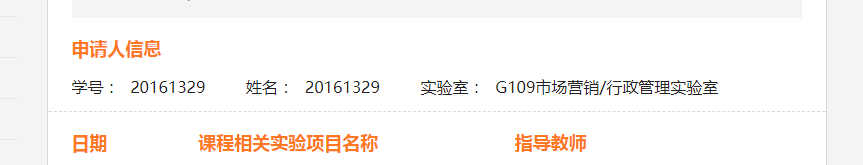 申请人信息
学号： 20161329 姓名： 20161329 实验室： G109市场营销/行政管理实验室
日期 课程相关实验项目名称 指导教师